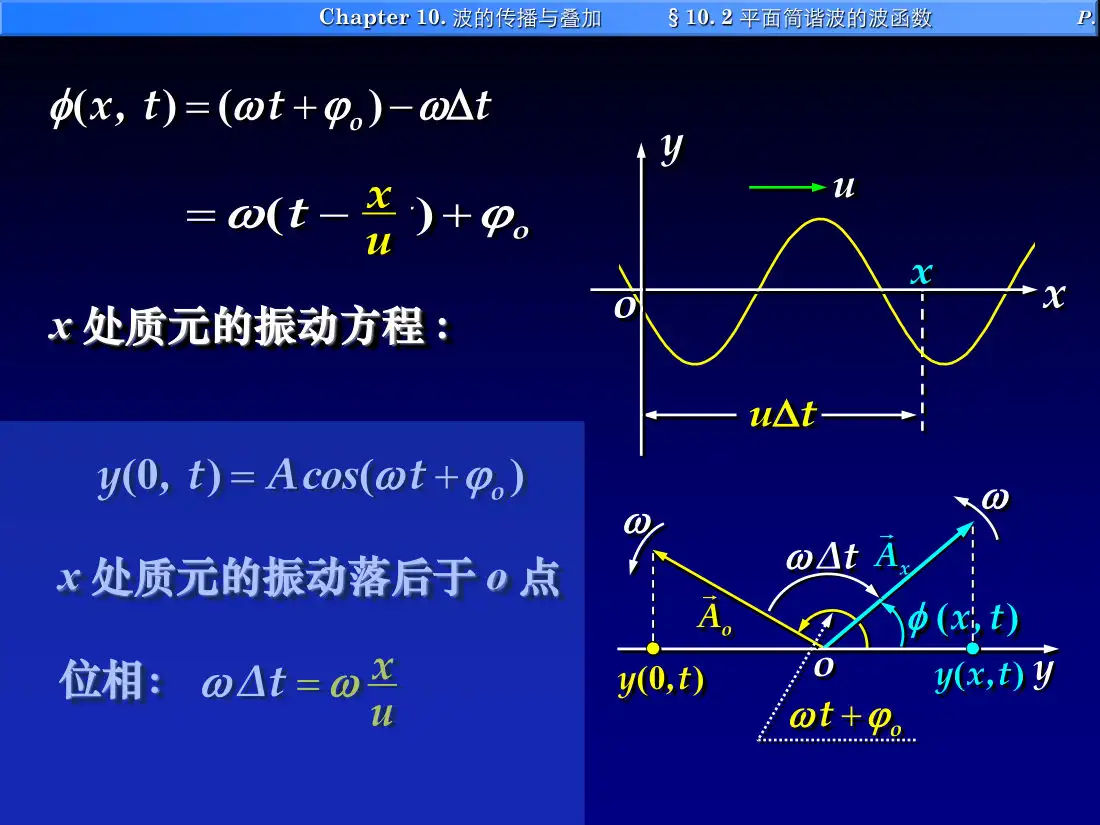 Chapter 10. 波的传播与叠加 §10. 2 平面简谐波的波函数 P.
ϕ(x, t) = (ωt + φo) − ωΔt
= ω(t − x/u) + φo
x 处质元的振动方程：
y(0, t) = A cos(ωt + φo)
x 处质元的振动落后于 o 点
位相： ωΔt = ω x/u
y
u
x
o
x
uΔt
ω
ω
ωΔt
Ax
Ao
ϕ(x,t)
y(0,t)
o
y(x,t)
y
ωt + φo